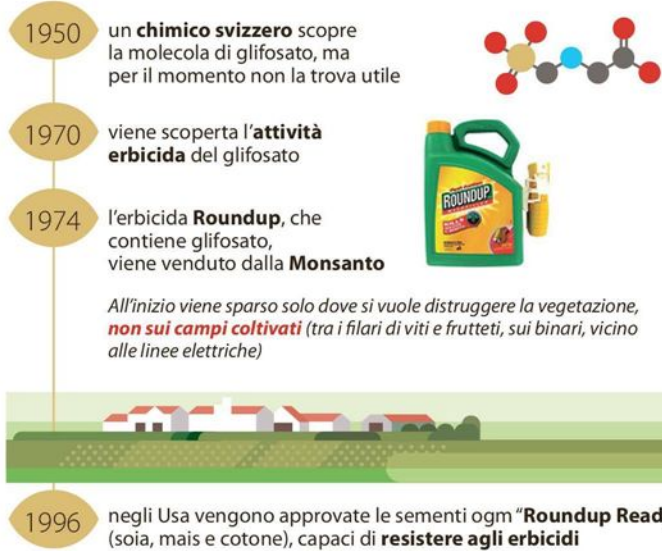 1950
un chimico svizzero scopre
la molecola di glifosato, ma
per il momento non la trova utile
1970
viene scoperta l'attività
erbicida del glifosato
ROUNDUP
1974
l'erbicida Roundup, che
contiene glifosato,
viene venduto dalla Monsanto
All'inizio viene sparso solo dove si vuole distruggere la vegetazione,
non sui campi coltivati (tra i filari di viti e frutteti, sui binari, vicino
alle linee elettriche)
1996
negli Usa vengono approvate le sementi ogm "Roundup Read
(soia, mais e cotone), capaci di resistere agli erbicidi